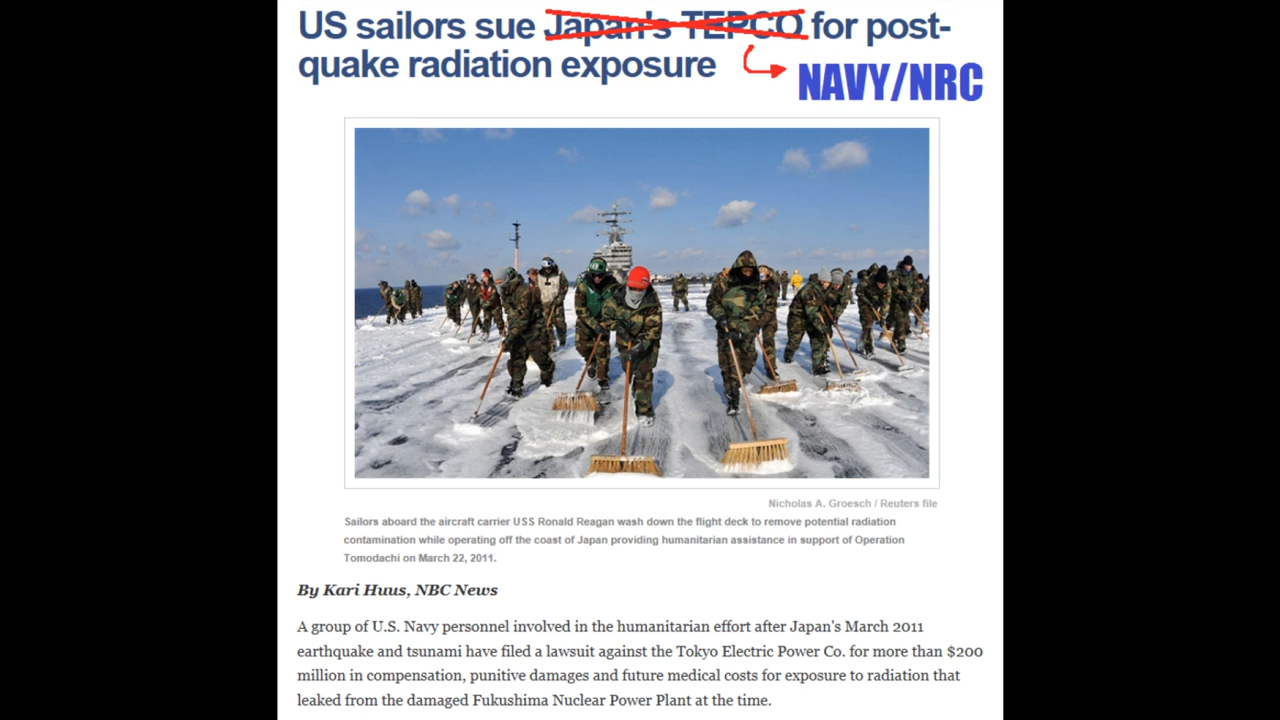 US sailors sue Japan's TEPCO for post-
quake radiation exposure
NAVY/NRC
Nicholas A. Groesch / Reuters file
Sailors aboard the aircraft carrier USS Ronald Reagan wash down the flight deck to remove potential radiation
contamination while operating off the coast of Japan providing humanitarian assistance in support of Operation
Tomodachi on March 22, 2011.
By Kari Huus, NBC News
A group of U.S. Navy personnel involved in the humanitarian effort after Japan's March 2011
earthquake and tsunami have filed a lawsuit against the Tokyo Electric Power Co. for more than $200
million in compensation, punitive damages and future medical costs for exposure to radiation that
leaked from the damaged Fukushima Nuclear Power Plant at the time.